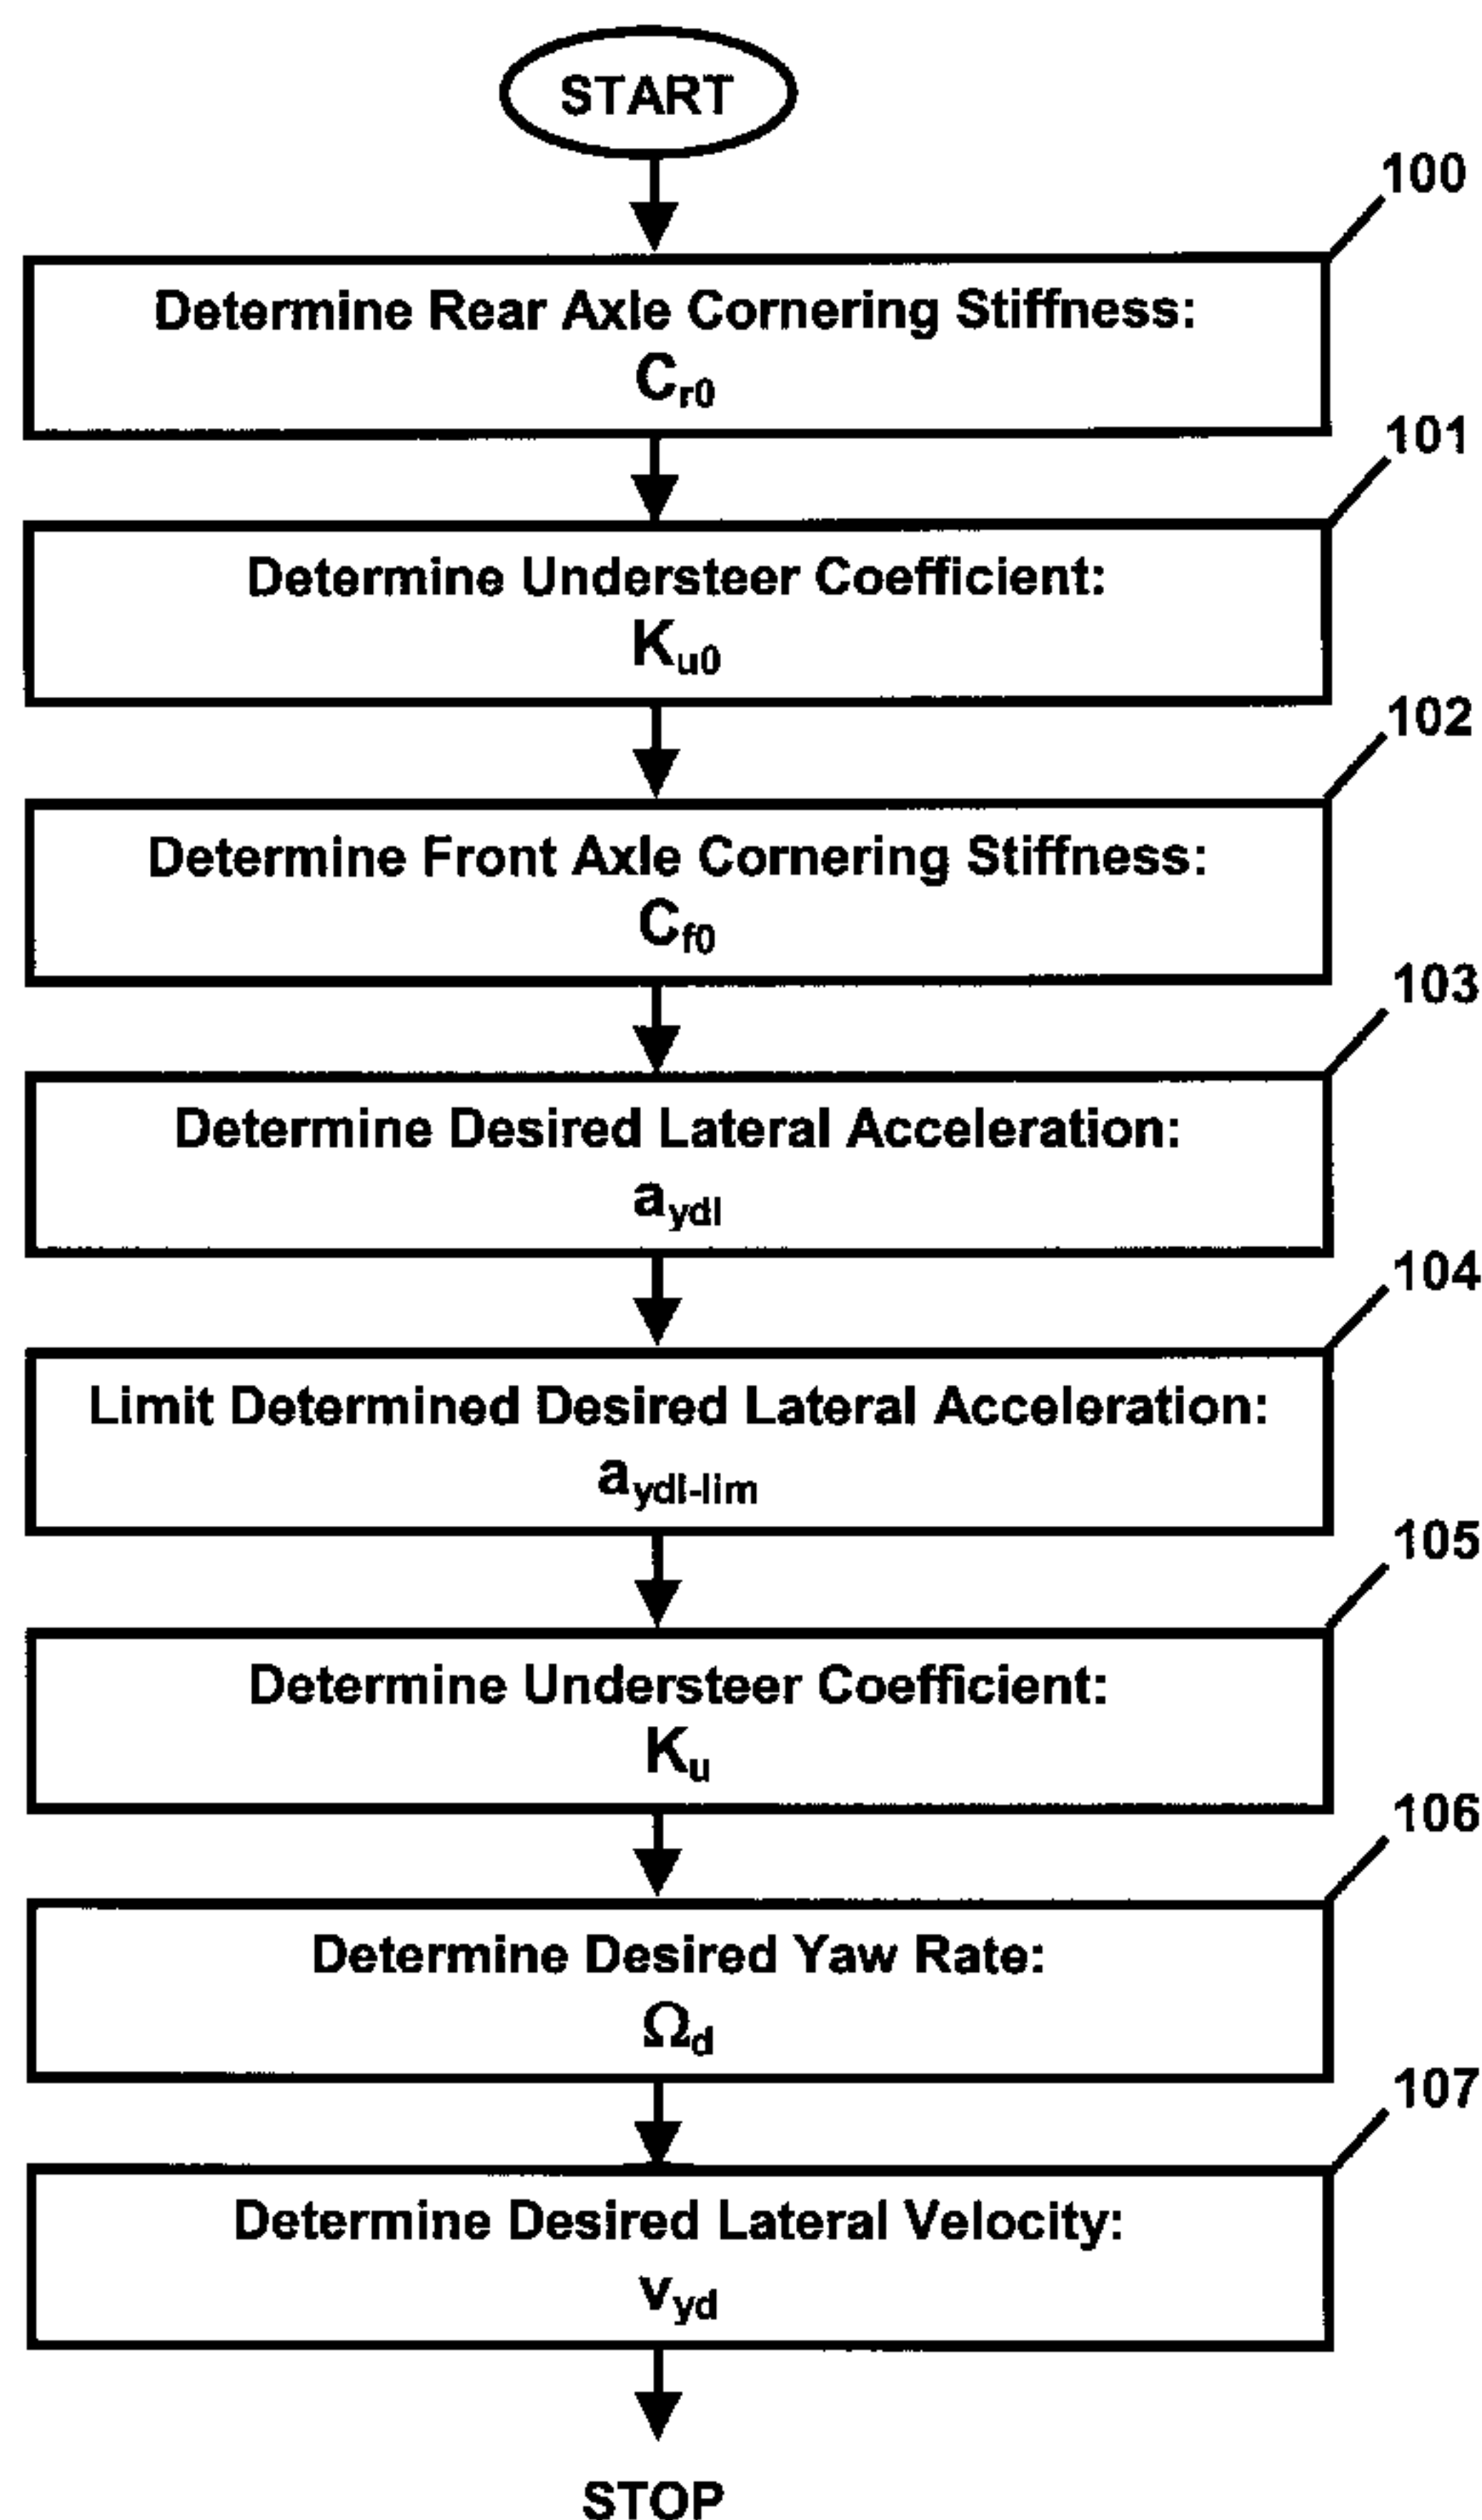 START
100
Determine Rear Axle Cornering Stiffness:
Cr0
101
Determine Understeer Coefficient:
Ku0
102
Determine Front Axle Cornering Stiffness:
Cf0
103
Determine Desired Lateral Acceleration:
aydl
104
Limit Determined Desired Lateral Acceleration:
aydl-lim
105
Determine Understeer Coefficient:
Ku
106
Determine Desired Yaw Rate:
Ωd
107
Determine Desired Lateral Velocity:
vyd
STOP